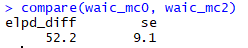 > compare(waic_mc0, waic_mc2)
elpd_diff        se
     52.2       9.1